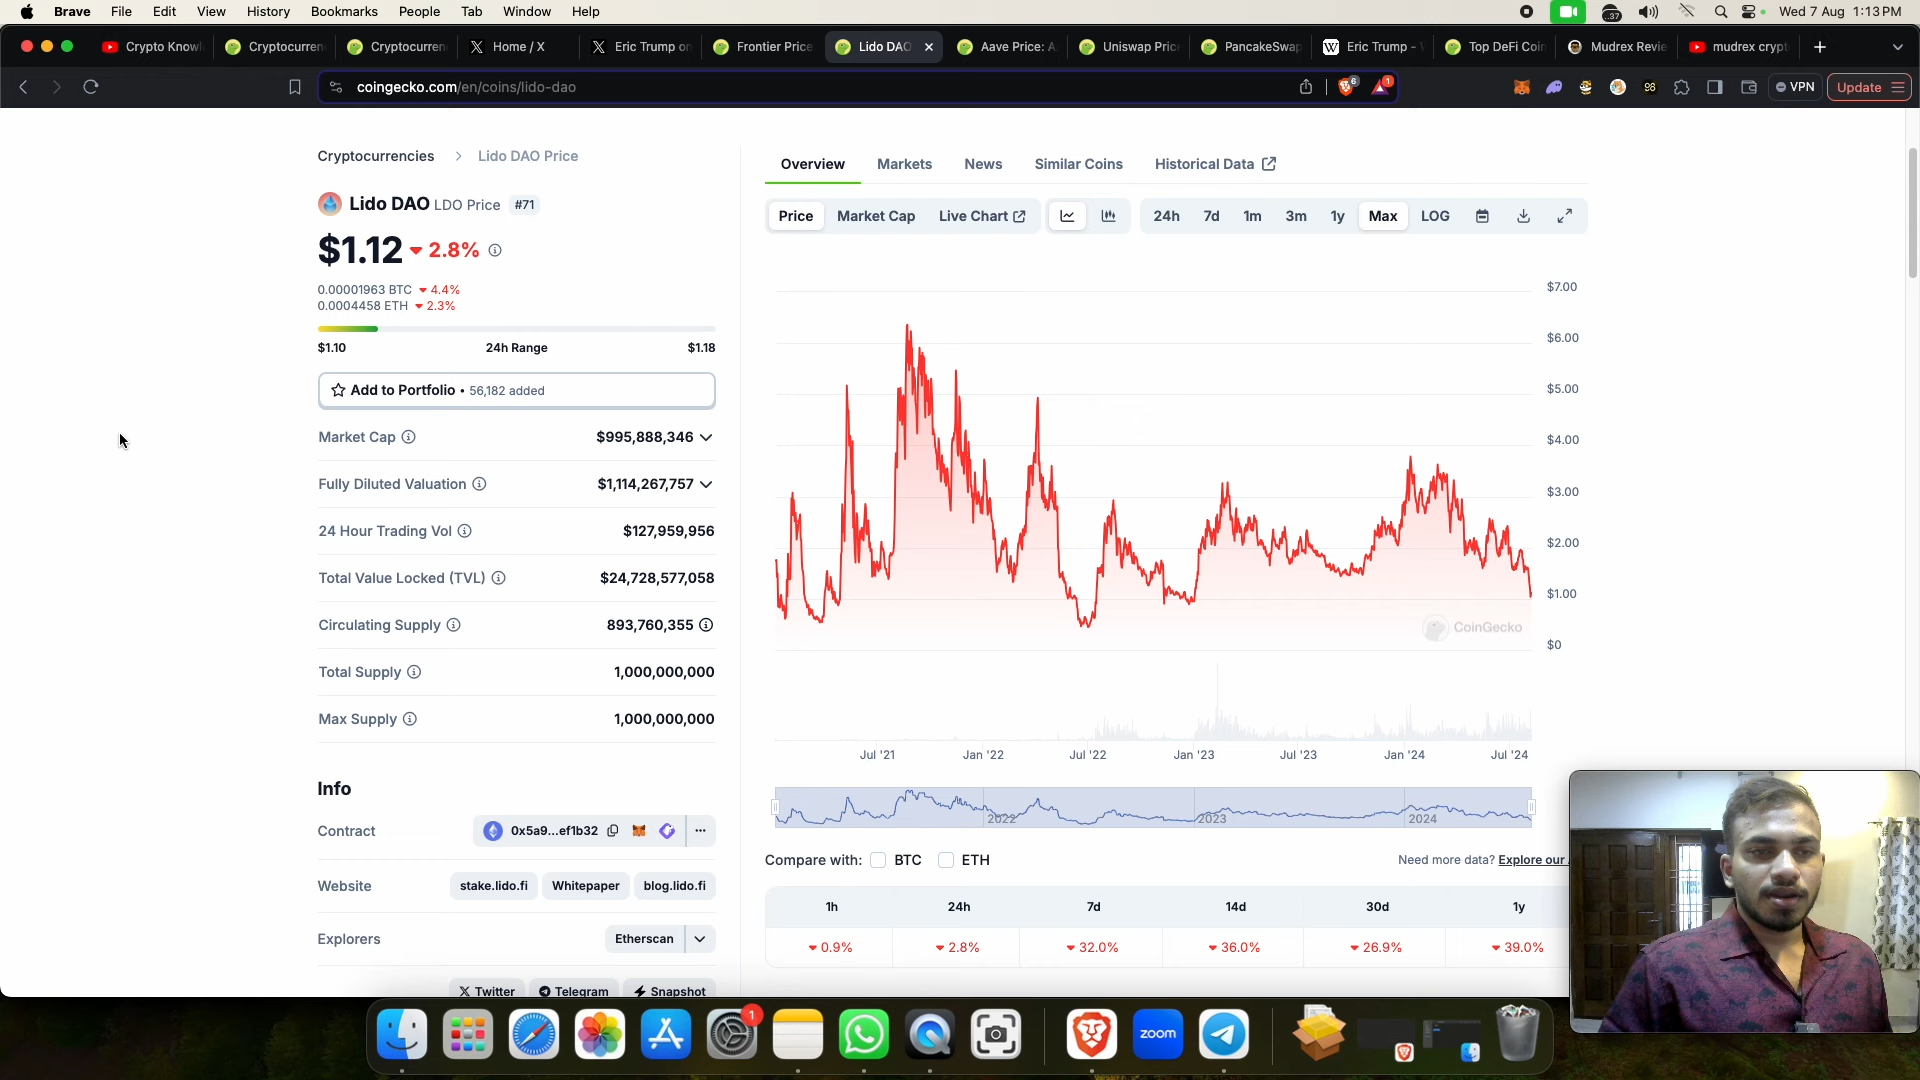 Brave File Edit View History Bookmarks People Tab Window Help
37
Wed 7 Aug 1:13 PM
Crypto Knowl
Cryptocurren
Cryptocurren
Home / X
Eric Trump on
Frontier Price
Lido DAO
Aave Price: A
Uniswap Pric
PancakeSwap
Eric Trump -
Top DeFi Coin
Mudrex Revie
mudrex crypt
coingecko.com/en/coins/lido-dao
6
1
VPN
Update
Cryptocurrencies > Lido DAO Price
Lido DAO LDO Price #71
$1.12 2.8%
0.00001963 BTC 4.4%
0.0004458 ETH 2.3%
$1.10 24h Range $1.18
Add to Portfolio • 56,182 added
Market Cap $995,888,346
Fully Diluted Valuation $1,114,267,757
24 Hour Trading Vol $127,959,956
Total Value Locked (TVL) $24,728,577,058
Circulating Supply 893,760,355
Total Supply 1,000,000,000
Max Supply 1,000,000,000
Info
Contract 0x5a9...ef1b32
Website stake.lido.fi Whitepaper blog.lido.fi
Explorers Etherscan
Twitter Telegram Snapshot
Overview Markets News Similar Coins Historical Data
Price Market Cap Live Chart 24h 7d 1m 3m 1y Max LOG
$7.00
$6.00
$5.00
$4.00
$3.00
$2.00
$1.00
$0
CoinGecko
Jul '21 Jan '22 Jul '22 Jan '23 Jul '23 Jan '24 Jul '24
2022 2023 2024
Compare with: BTC ETH
Need more data? Explore our
1h 24h 7d 14d 30d 1y
0.9% 2.8% 32.0% 36.0% 26.9% 39.0%
1
zoom